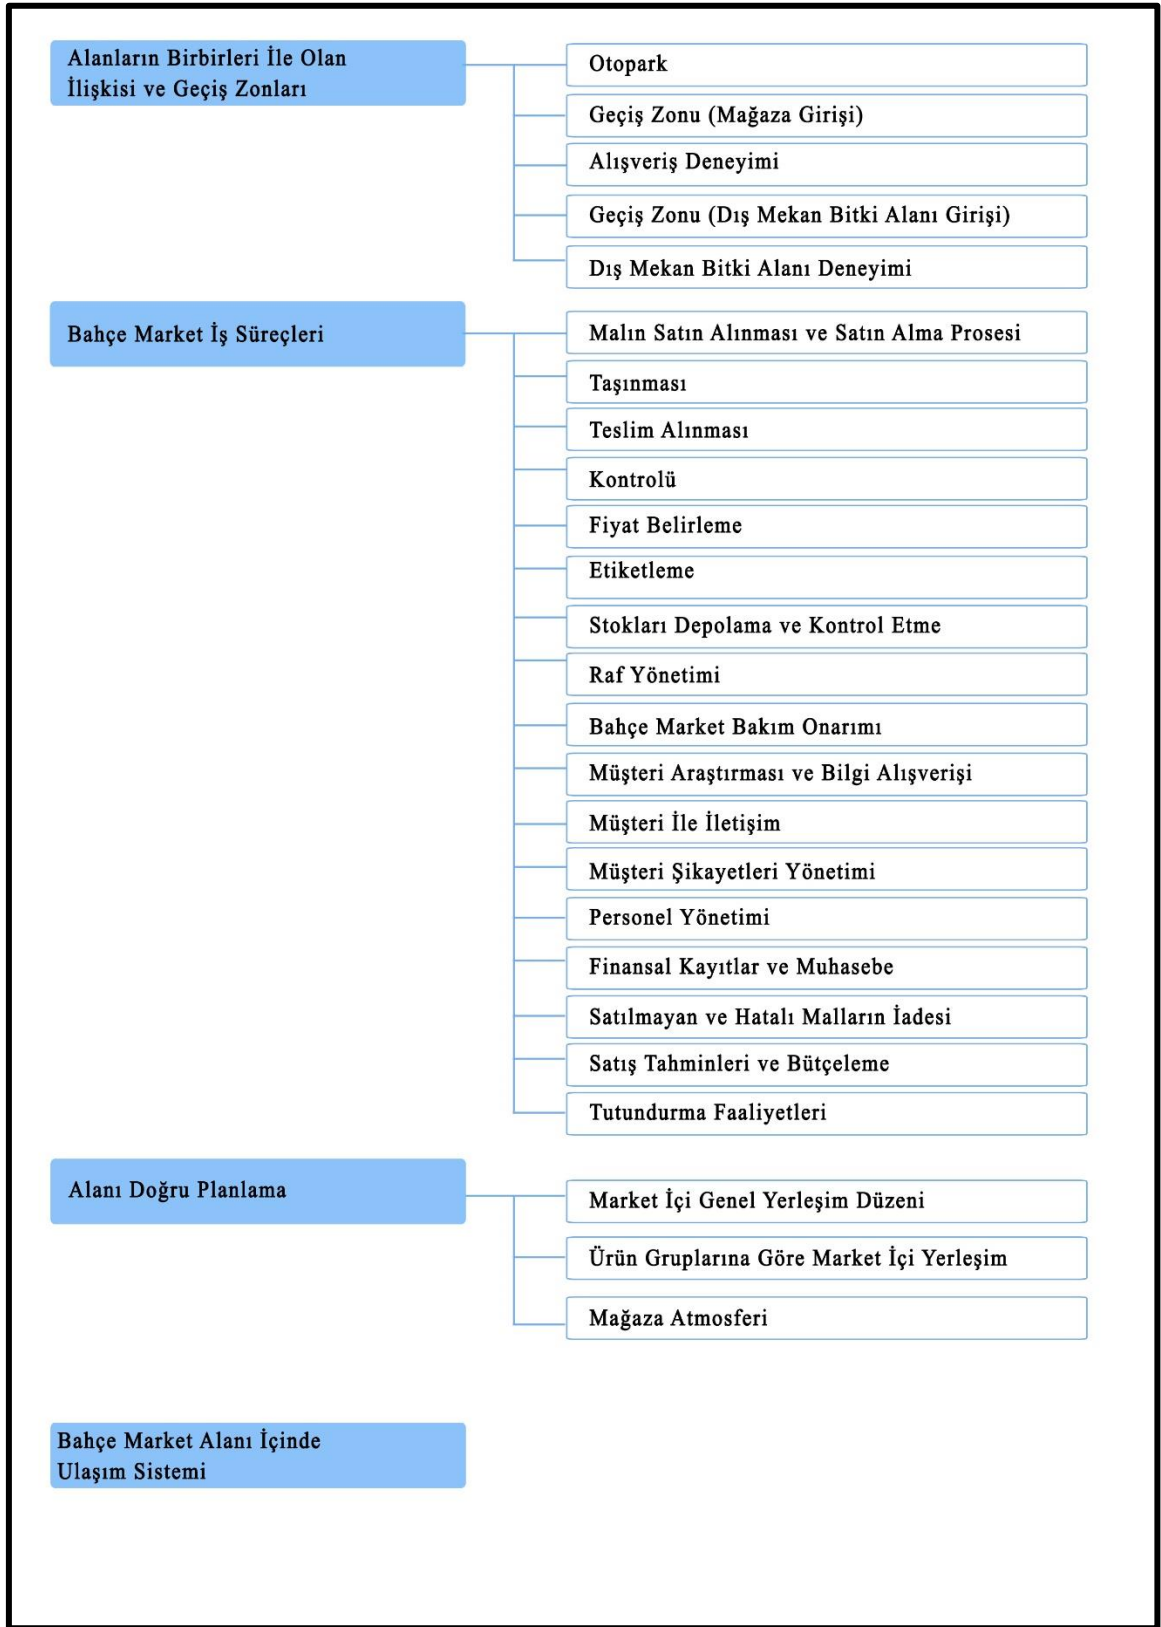 Alanların Birbirleri İle Olan
İlişkisi ve Geçiş Zonları
Otopark
Geçiş Zonu (Mağaza Girişi)
Alışveriş Deneyimi
Geçiş Zonu (Dış Mekan Bitki Alanı Girişi)
Dış Mekan Bitki Alanı Deneyimi
Bahçe Market İş Süreçleri
Malın Satın Alınması ve Satın Alma Prosesi
Taşınması
Teslim Alınması
Kontrolü
Fiyat Belirleme
Etiketleme
Stokları Depolama ve Kontrol Etme
Raf Yönetimi
Bahçe Market Bakım Onarımı
Müşteri Araştırması ve Bilgi Alışverişi
Müşteri İle İletişim
Müşteri Şikayetleri Yönetimi
Personel Yönetimi
Finansal Kayıtlar ve Muhasebe
Satılmayan ve Hatalı Malların İadesi
Satış Tahminleri ve Bütçeleme
Tutundurma Faaliyetleri
Alanı Doğru Planlama
Market İçi Genel Yerleşim Düzeni
Ürün Gruplarına Göre Market İçi Yerleşim
Mağaza Atmosferi
Bahçe Market Alanı İçinde
Ulaşım Sistemi